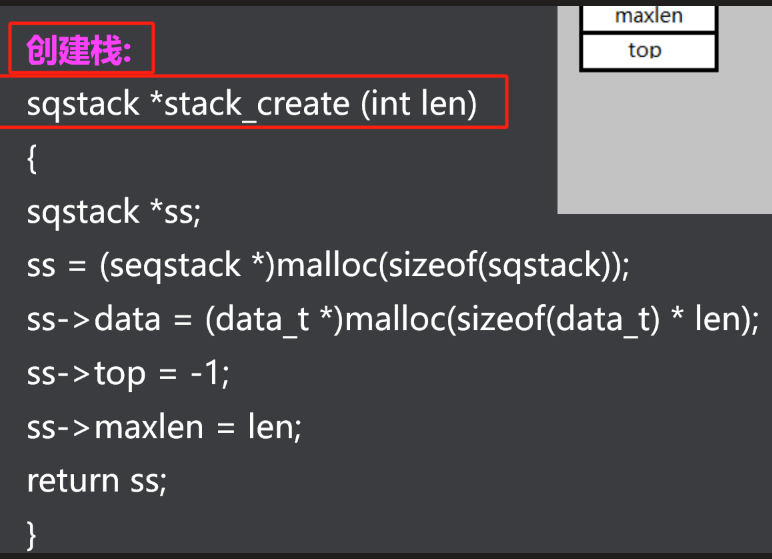 创建栈:
sqstack *stack_create (int len)
{
sqstack *ss;
ss = (seqstack *)malloc(sizeof(sqstack));
ss->data = (data_t *)malloc(sizeof(data_t) * len);
ss->top = -1;
ss->maxlen = len;
return ss;
}
maxlen
top